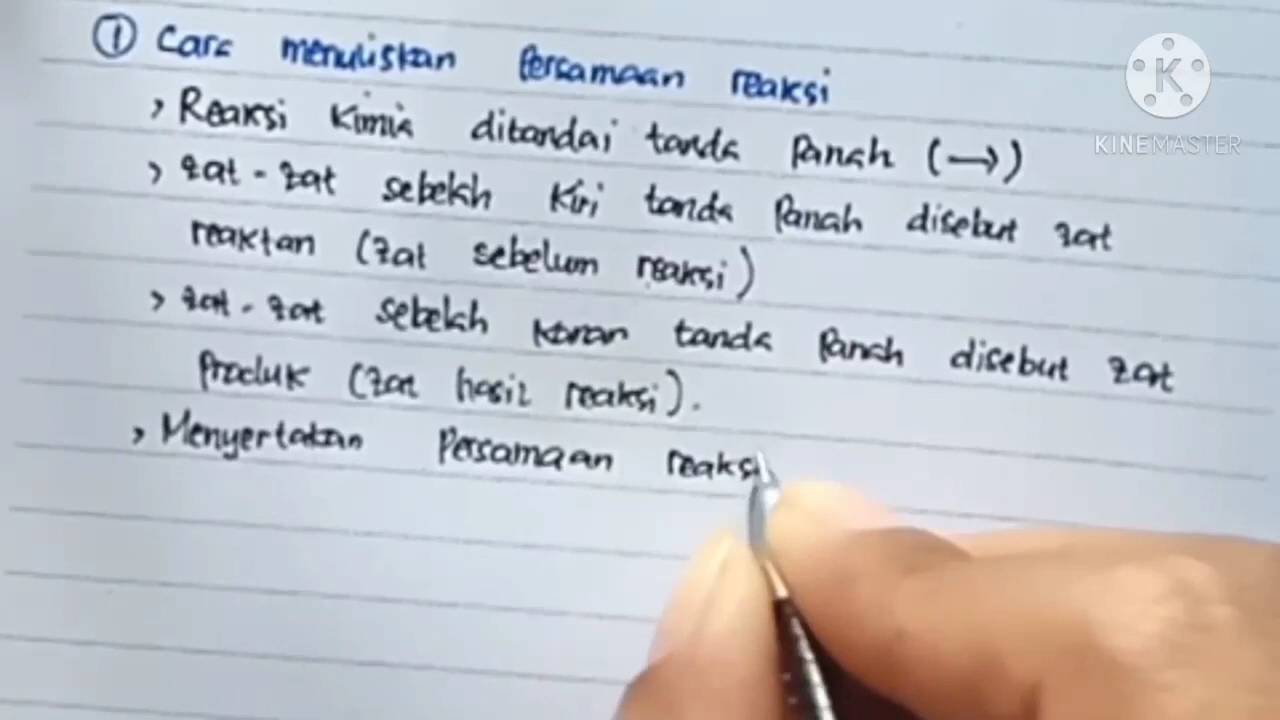 ① Cara menuliskan Persamaan reaksi
> Reaksi kimia ditandai tanda Panah (→)
> zat-zat sebelah Kiri tanda Panah disebut zat
reaktan (zat sebelum reaksi)
> zat-zat sebelah kanan tanda Panah disebut zat
Produk (zat hasil reaksi).
> Menyertakan Persamaan reaksi
K
KINEMASTER